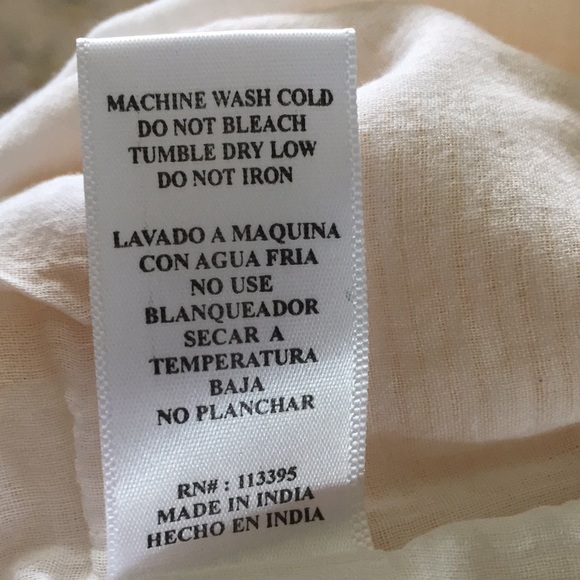 MACHINE WASH COLD
DO NOT BLEACH
TUMBLE DRY LOW
DO NOT IRON
LAVADO A MAQUINA
CON AGUA FRIA
NO USE
BLANQUEADOR
SECAR A
TEMPERATURA
BAJA
NO PLANCHAR
RN# : 113395
MADE IN INDIA
HECHO EN INDIA